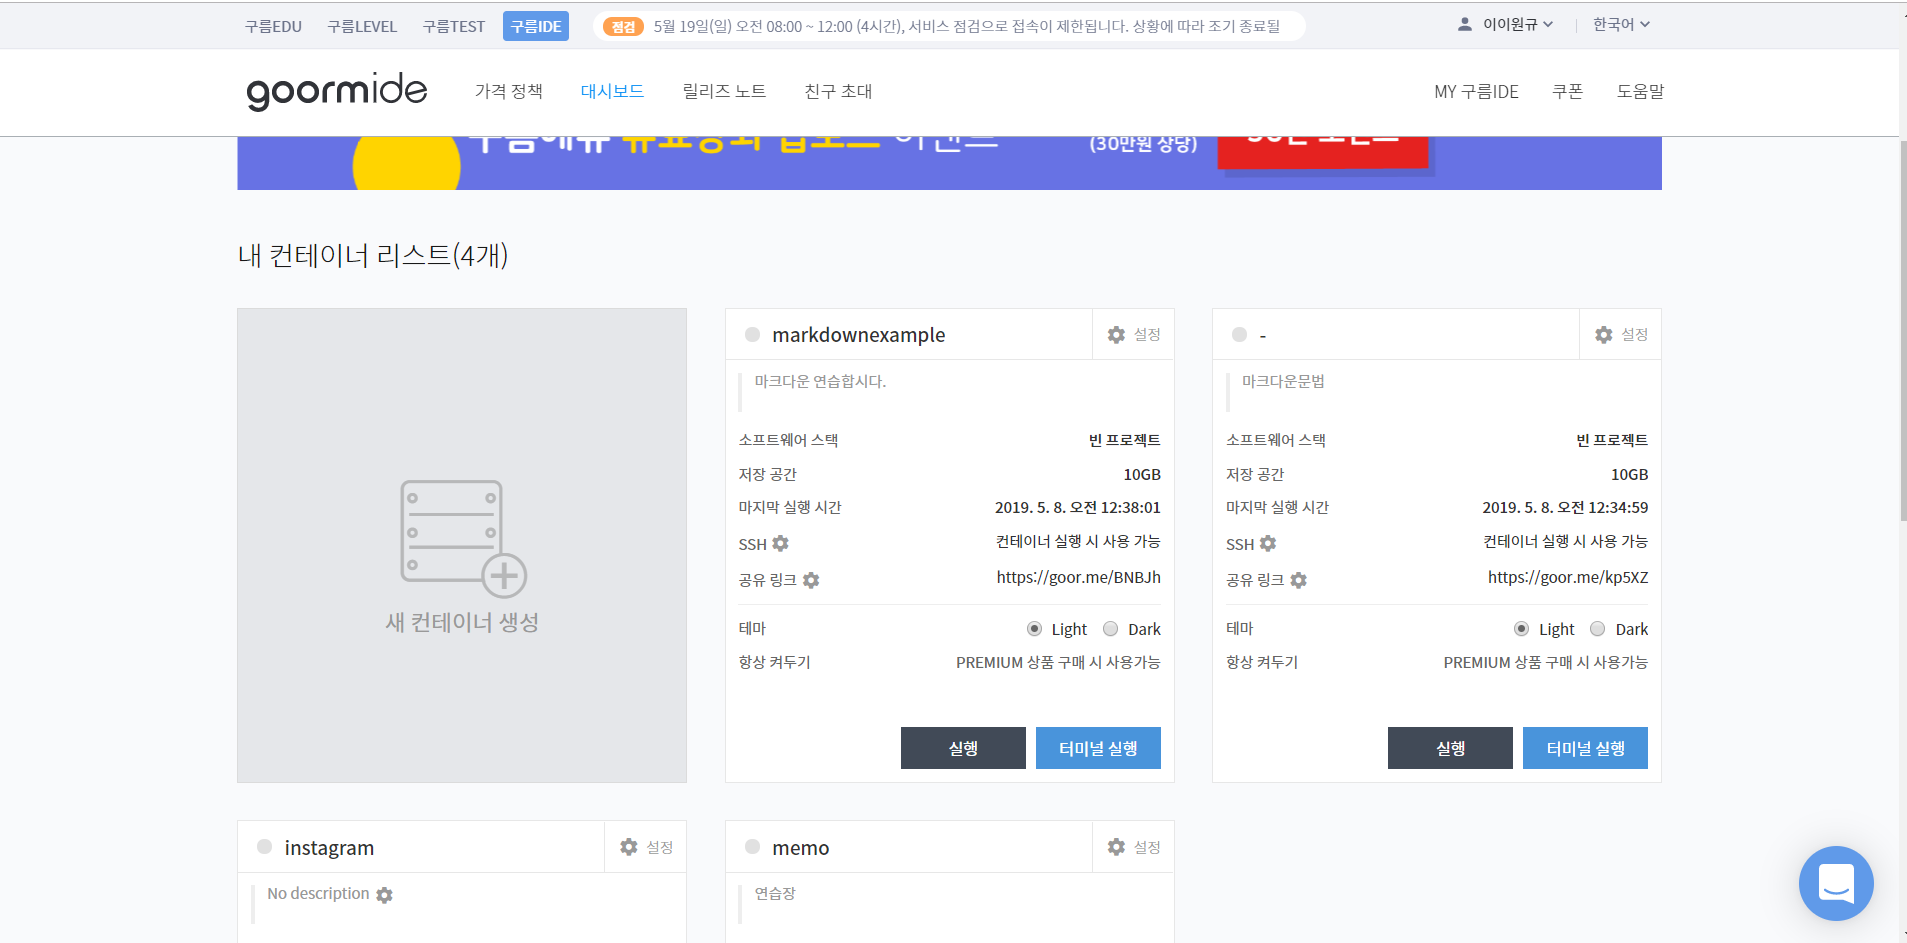 구름EDU 구름LEVEL 구름TEST 구름IDE 점검 5월 19일(일) 오전 08:00 ~ 12:00 (4시간), 서비스 점검으로 접속이 제한됩니다. 상황에 따라 조기 종료될 이이원규 한국어
goormide 가격 정책 대시보드 릴리즈 노트 친구 초대 MY 구름IDE 쿠폰 도움말
(30만원 상당)
내 컨테이너 리스트(4개)
새 컨테이너 생성
markdownexample 설정
마크다운 연습합시다.
소프트웨어 스택 빈 프로젝트
저장 공간 10GB
마지막 실행 시간 2019. 5. 8. 오전 12:38:01
SSH 컨테이너 실행 시 사용 가능
공유 링크 https://goor.me/BNBJh
테마 Light Dark
항상 켜두기 PREMIUM 상품 구매 시 사용가능
실행 터미널 실행
- 설정
마크다운문법
소프트웨어 스택 빈 프로젝트
저장 공간 10GB
마지막 실행 시간 2019. 5. 8. 오전 12:34:59
SSH 컨테이너 실행 시 사용 가능
공유 링크 https://goor.me/kp5XZ
테마 Light Dark
항상 켜두기 PREMIUM 상품 구매 시 사용가능
실행 터미널 실행
instagram 설정
No description
memo 설정
연습장